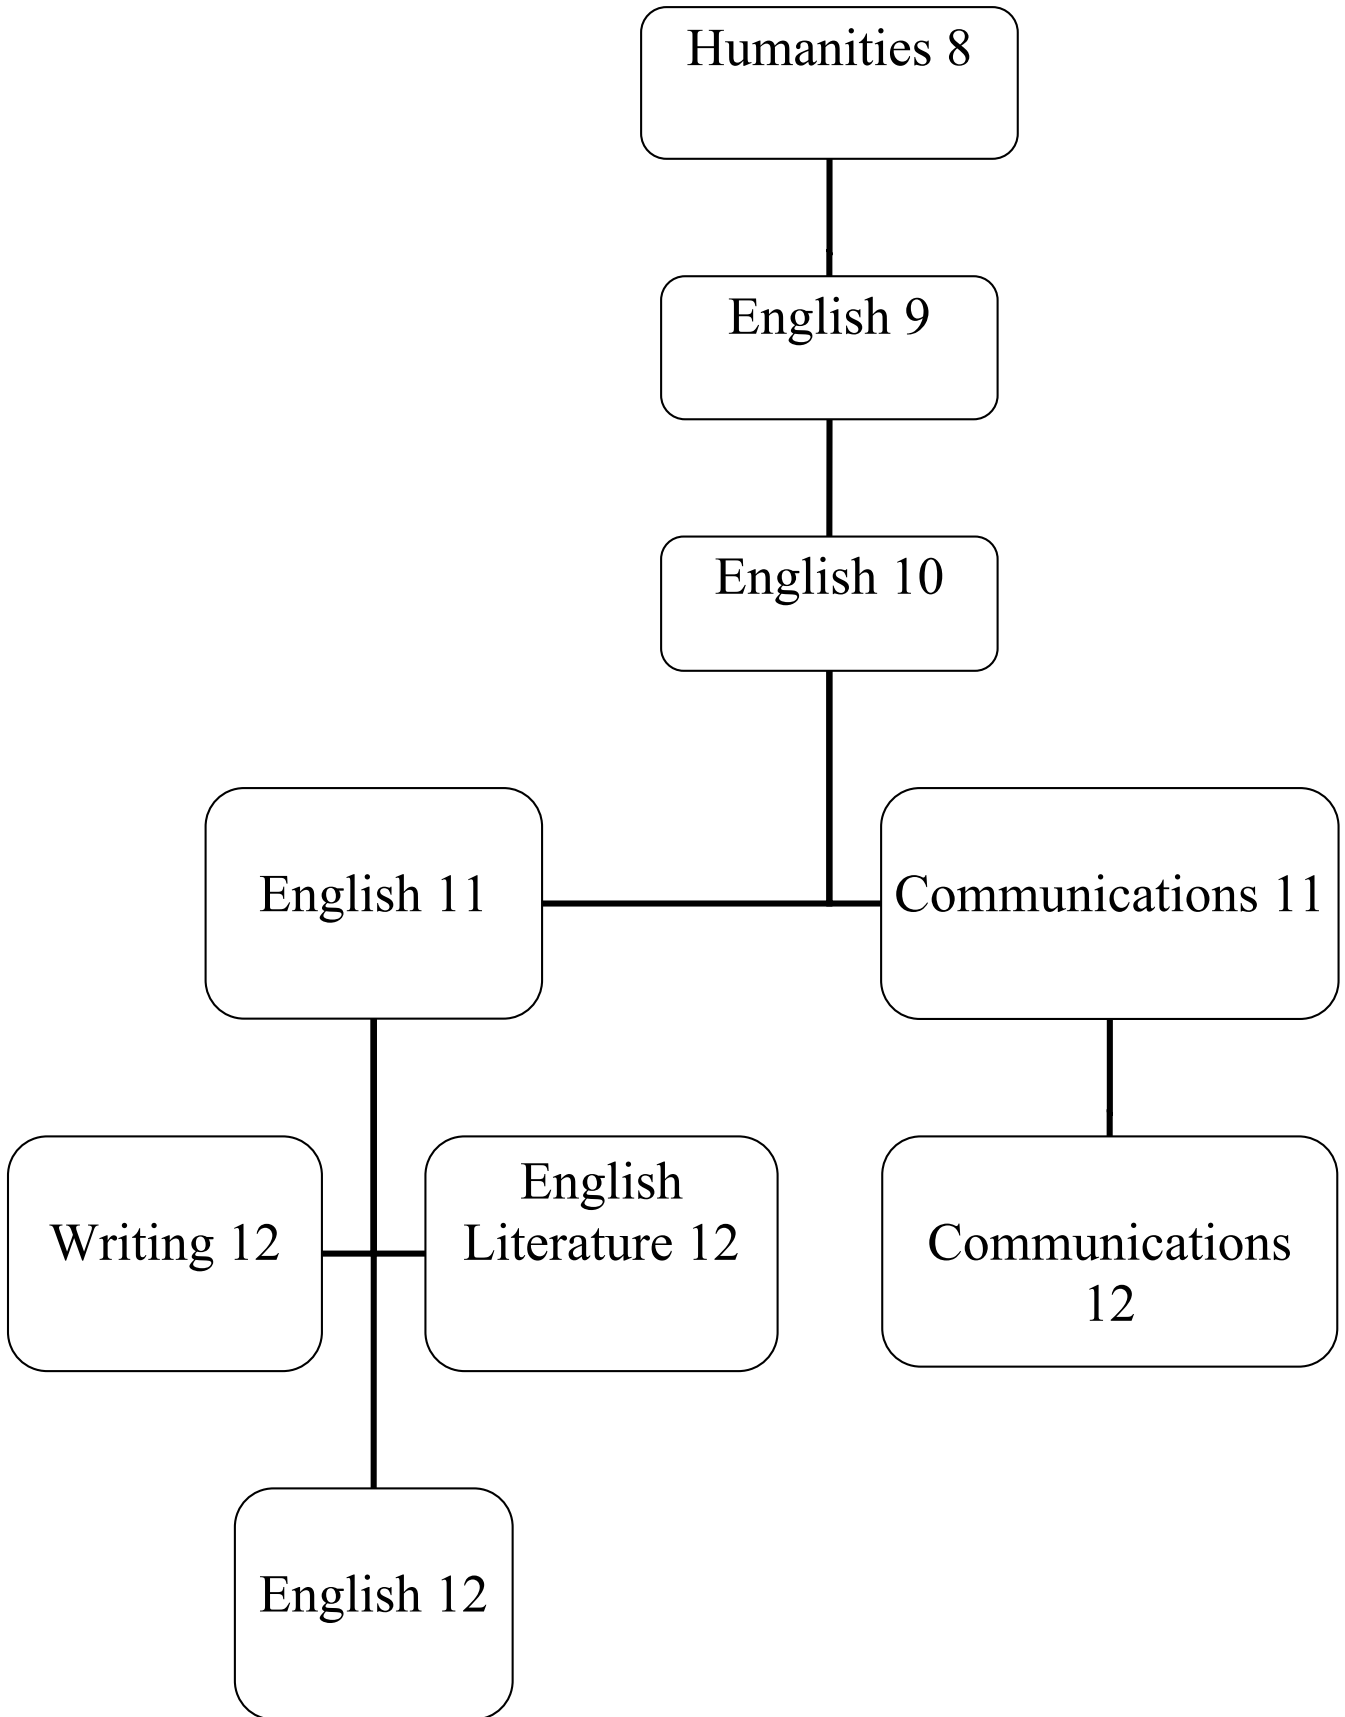 Humanities 8
English 9
English 10
English 11
Communications 11
Writing 12
English
Literature 12
Communications
12
English 12